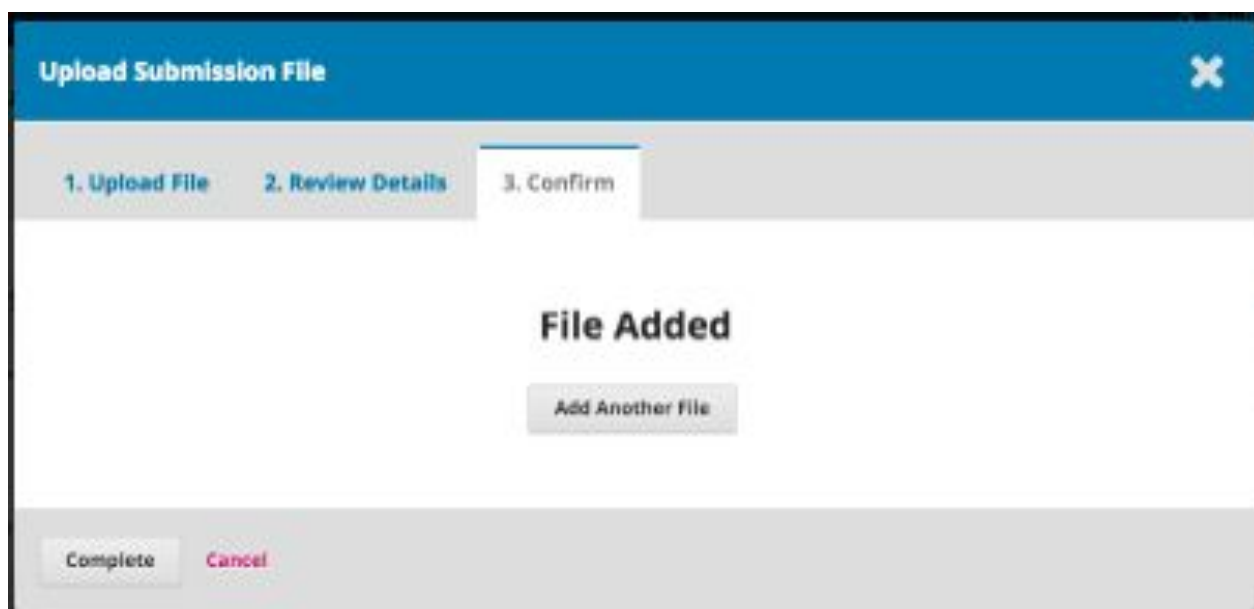 Upload Submission File
1. Upload File 2. Review Details 3. Confirm
File Added
Add Another File
Complete Cancel